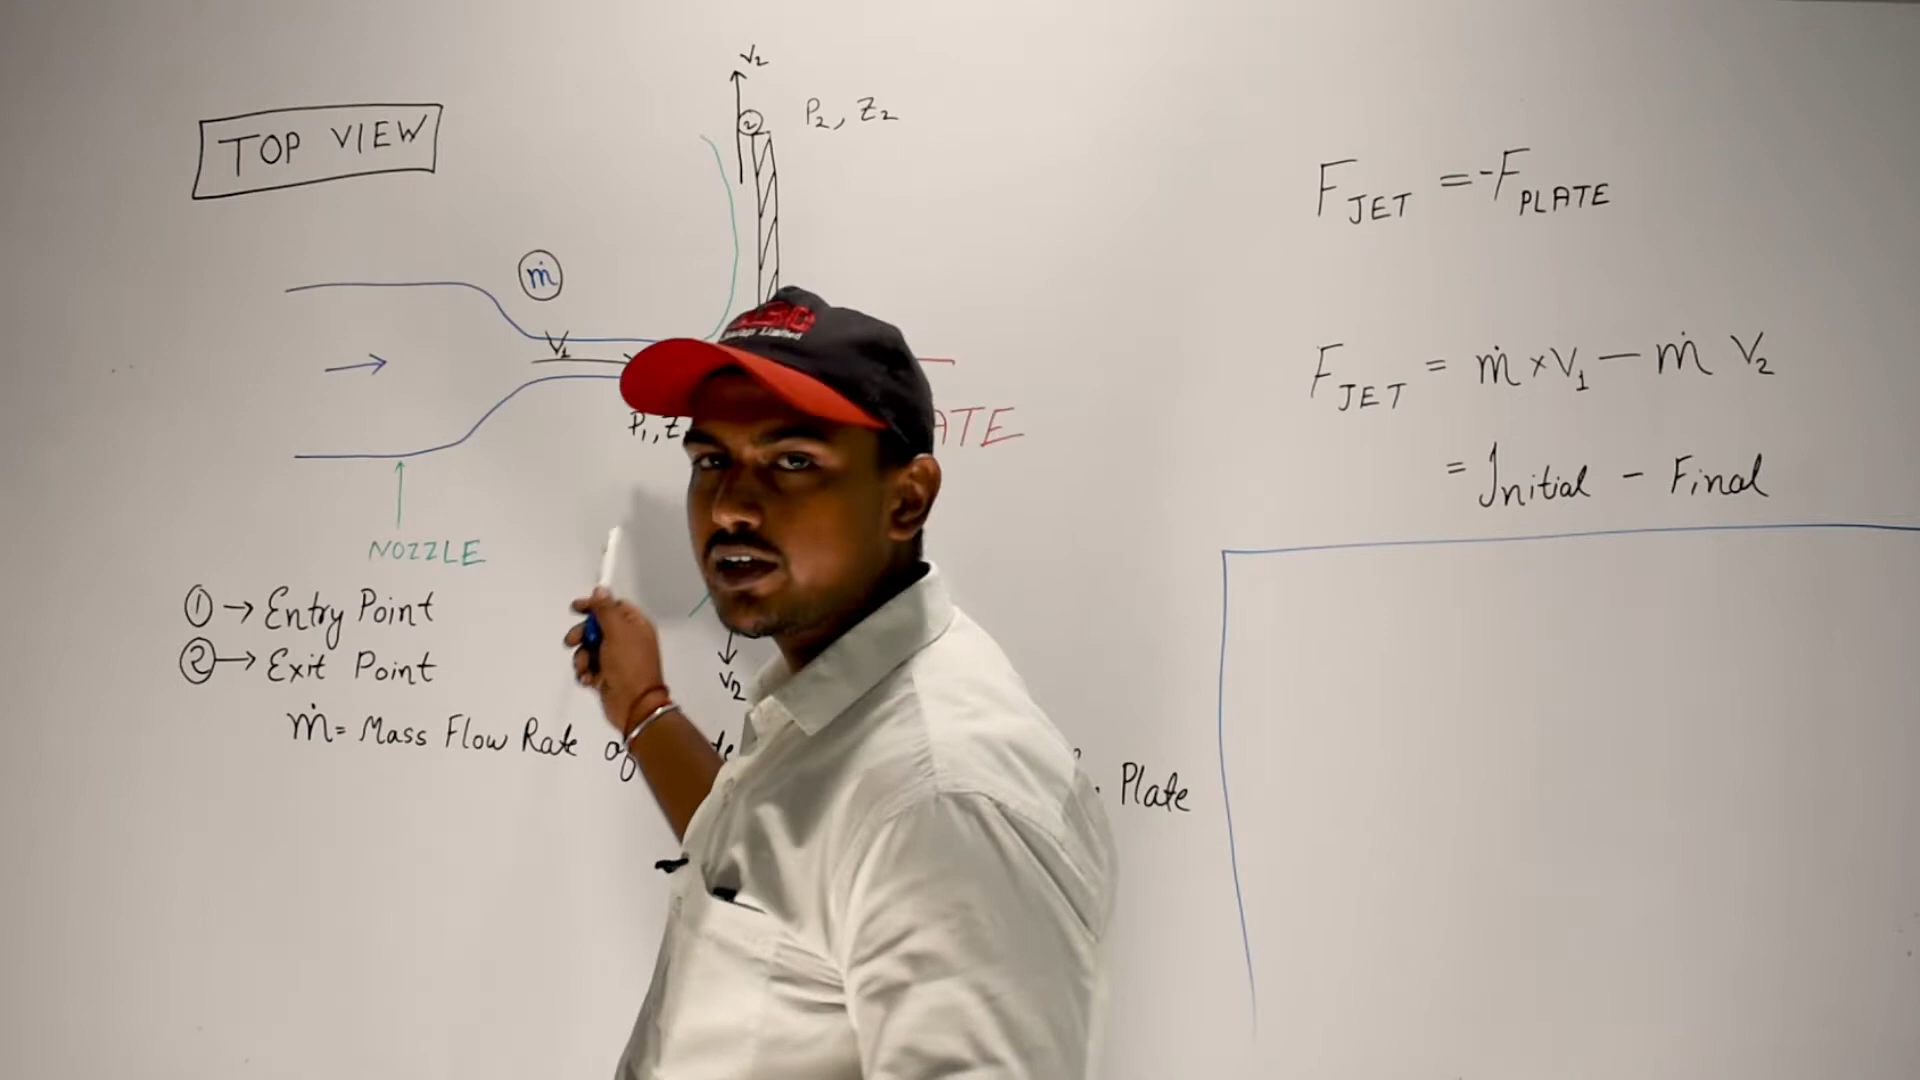 V₂
② P₂, Z₂
TOP VIEW
ṁ
V₁
P₁, Z
ATE
NOZZLE
① → Entry Point
② → Exit Point
V₂
ṁ = Mass Flow Rate of
Plate
F JET = -F PLATE
F JET = ṁ × V₁ — ṁ V₂
= Initial - Final